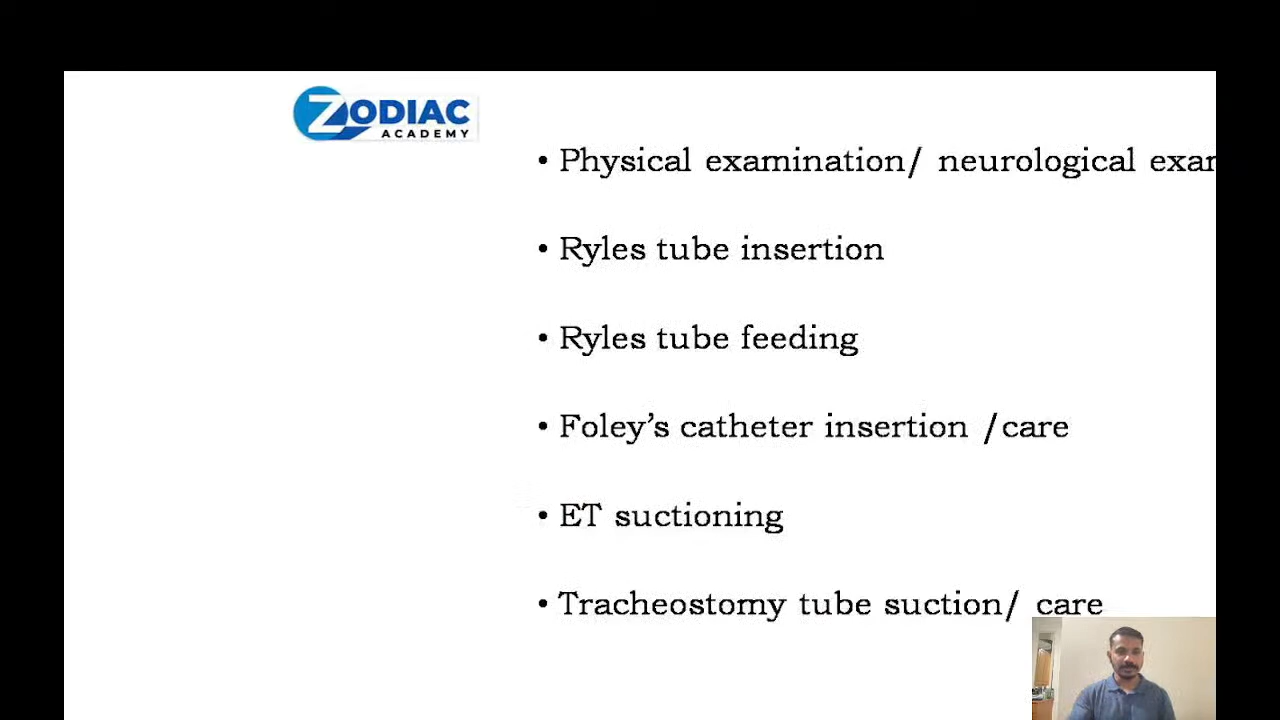 ZODIAC
ACADEMY
• Physical examination/ neurological exam
• Ryles tube insertion
• Ryles tube feeding
• Foley’s catheter insertion /care
• ET suctioning
• Tracheostomy tube suction/ care